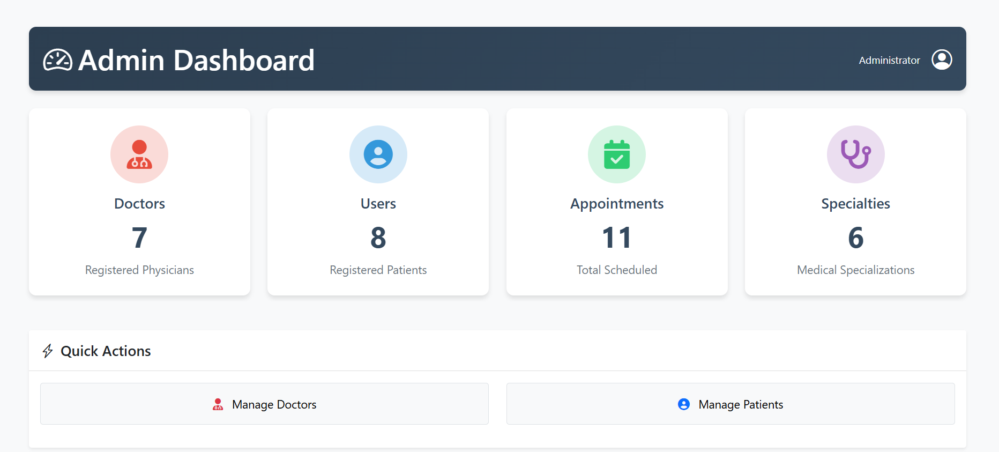 Admin Dashboard
Administrator
Doctors
7
Registered Physicians
Users
8
Registered Patients
Appointments
11
Total Scheduled
Specialties
6
Medical Specializations
Quick Actions
Manage Doctors
Manage Patients